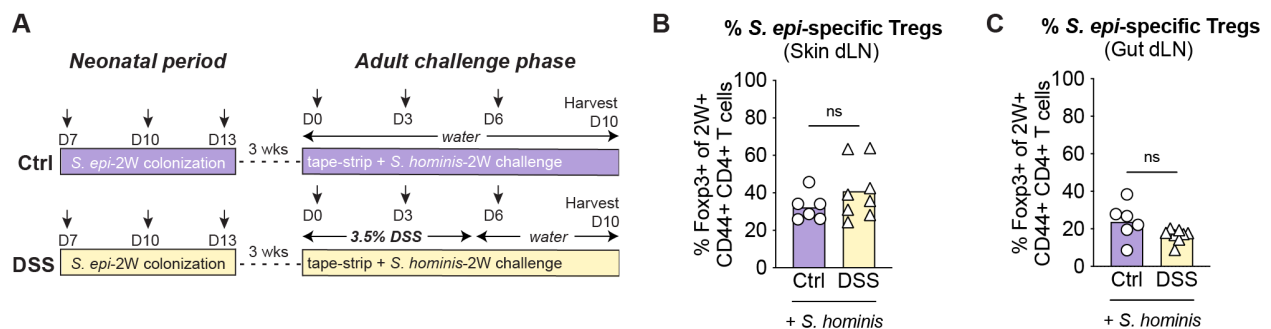 A
Neonatal period
Adult challenge phase
D7 D10 D13
D0 D3 D6 Harvest D10
water
Ctrl
S. epi-2W colonization
3 wks
tape-strip + S. hominis-2W challenge
D7 D10 D13
D0 D3 D6 Harvest D10
3.5% DSS
water
DSS
S. epi-2W colonization
3 wks
tape-strip + S. hominis-2W challenge
B
% S. epi-specific Tregs
(Skin dLN)
% Foxp3+ of 2W+
CD44+ CD4+ T cells
100
80
60
40
20
0
ns
Ctrl DSS
+ S. hominis
C
% S. epi-specific Tregs
(Gut dLN)
% Foxp3+ of 2W+
CD44+ CD4+ T cells
100
80
60
40
20
0
ns
Ctrl DSS
+ S. hominis